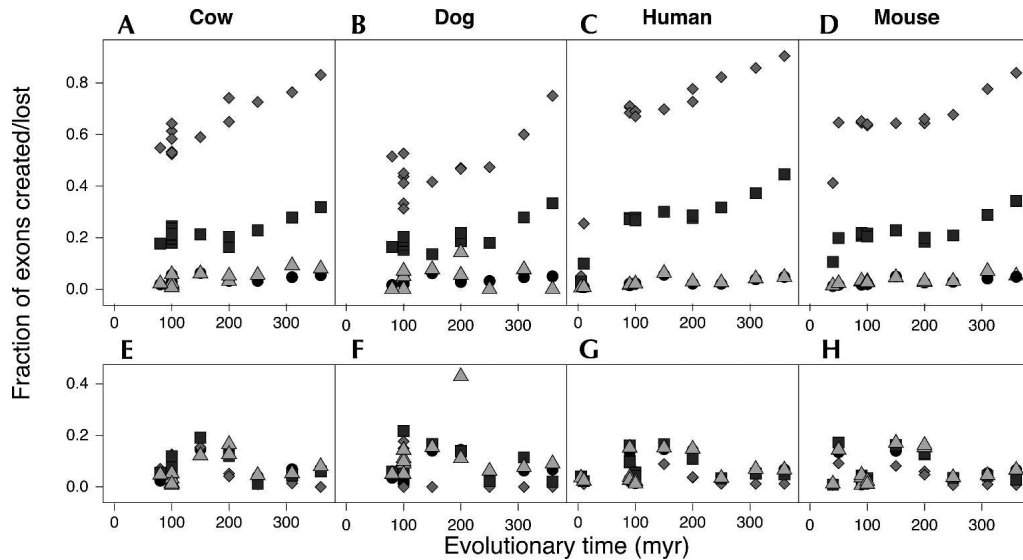 A Cow B Dog C Human D Mouse
Fraction of exons created/lost
0.8
0.6
0.4
0.2
0.0
0 100 200 300 0 100 200 300 0 100 200 300 0 100 200 300
E F G H
0.4
0.2
0.0
0 100 200 300 0 100 200 300 0 100 200 300 0 100 200 300
Evolutionary time (myr)